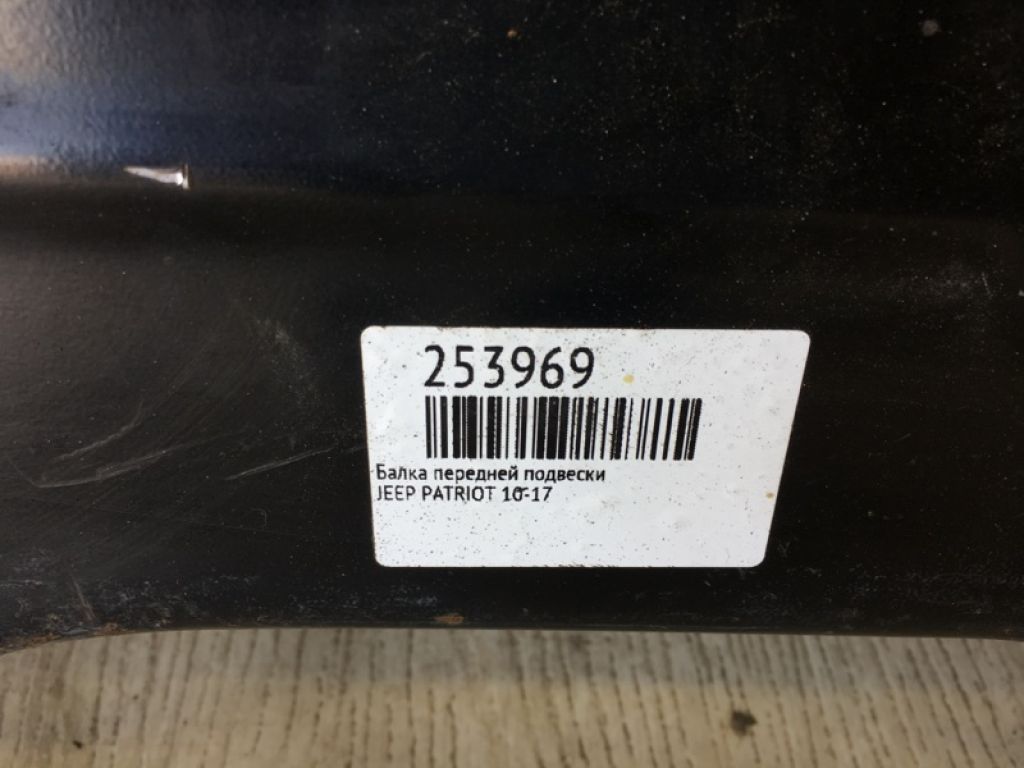 253969
Балка передней подвески
JEEP PATRIOT 10-17